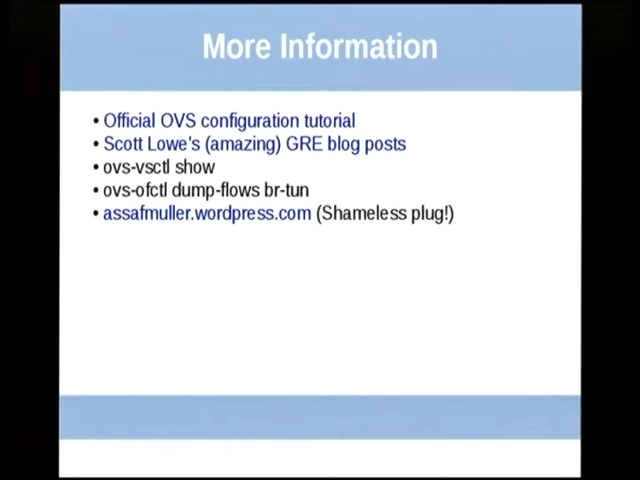 More Information
• Official OVS configuration tutorial
• Scott Lowe's (amazing) GRE blog posts
• ovs-vsctl show
• ovs-ofctl dump-flows br-tun
• assafmuller.wordpress.com (Shameless plug!)